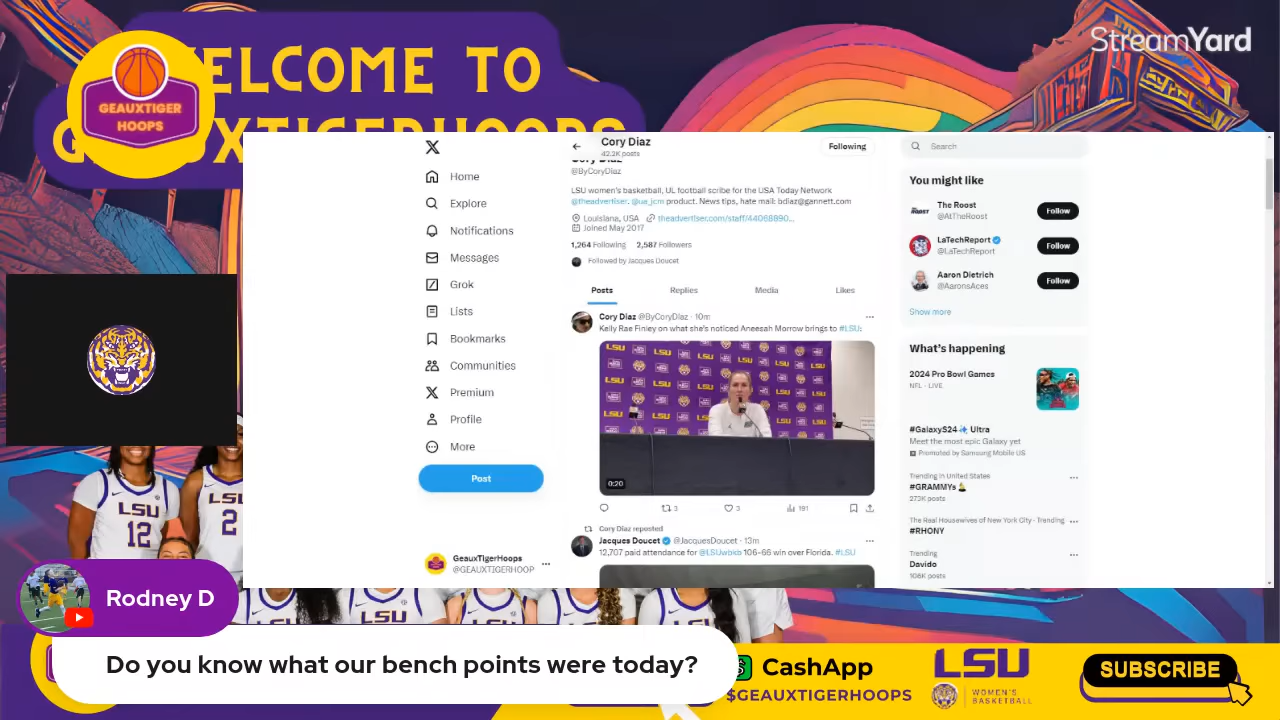 WELCOME TO
GEAUXTIGERHOOPS
GEAUXTIGER
HOOPS
StreamYard
Cory Diaz
42.2K posts
Following
Cory Diaz
@ByCoryDiaz
LSU women's basketball, UL football scribe for the USA Today Network
@theadvertiser, @ua_jcm product. News tips, hate mail: bdiaz@gannett.com
Louisiana, USA theadvertiser.com/staff/44068890...
Joined May 2017
1,264 Following 2,587 Followers
Followed by Jacques Doucet
Posts Replies Media Likes
Cory Diaz @ByCoryDiaz · 10m
Kelly Rae Finley on what she's noticed Aneesah Morrow brings to #LSU:
0:20
3 3 191
Cory Diaz reposted
Jacques Doucet @JacquesDoucet · 13m
12,707 paid attendance for @LSUwbkb 106-66 win over Florida. #LSU
Home
Explore
Notifications
Messages
Grok
Lists
Bookmarks
Communities
Premium
Profile
More
Post
GeauxTigerHoops
@GEAUXTIGERHOOP
Search
You might like
The Roost
@AtTheRoost
Follow
LaTechReport
@LaTechReport
Follow
Aaron Dietrich
@AaronsAces
Follow
Show more
What's happening
2024 Pro Bowl Games
NFL · LIVE
#GalaxyS24 Ultra
Meet the most epic Galaxy yet
Promoted by Samsung Mobile US
Trending in United States
#GRAMMYs
273K posts
The Real Housewives of New York City · Trending
#RHONY
Trending
Davido
106K posts
LSU
12
LSU
2
Rodney D
Do you know what our bench points were today?
CashApp
$GEAUXTIGERHOOPS
LSU
WOMEN'S
BASKETBALL
SUBSCRIBE